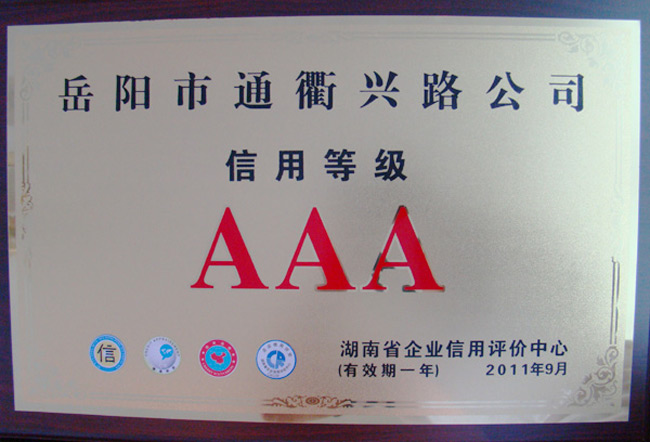 岳阳市通衢兴路公司
信用等级
AAA
信
湖南省企业信用评价中心
(有效期一年) 2011年9月